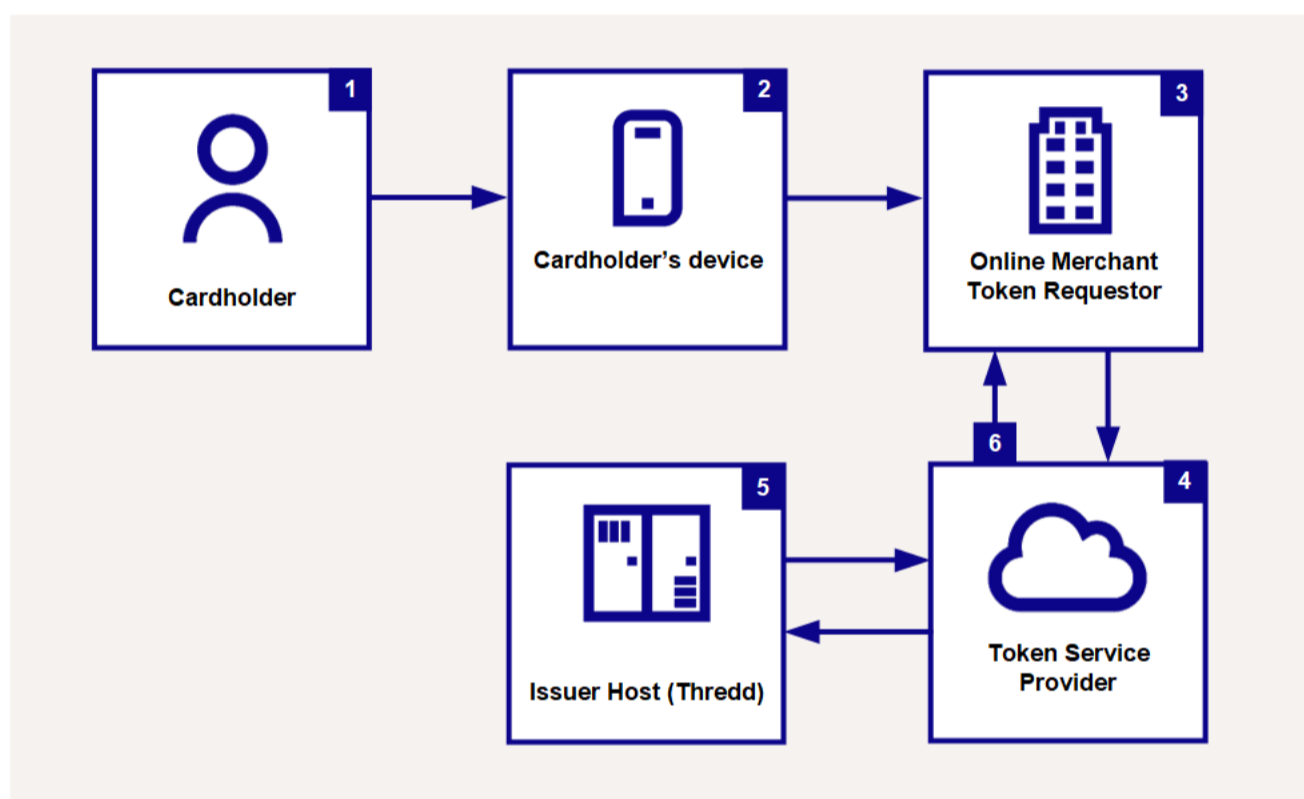 1
Cardholder
2
Cardholder’s device
3
Online Merchant
Token Requestor
6
5
Issuer Host (Thredd)
4
Token Service
Provider